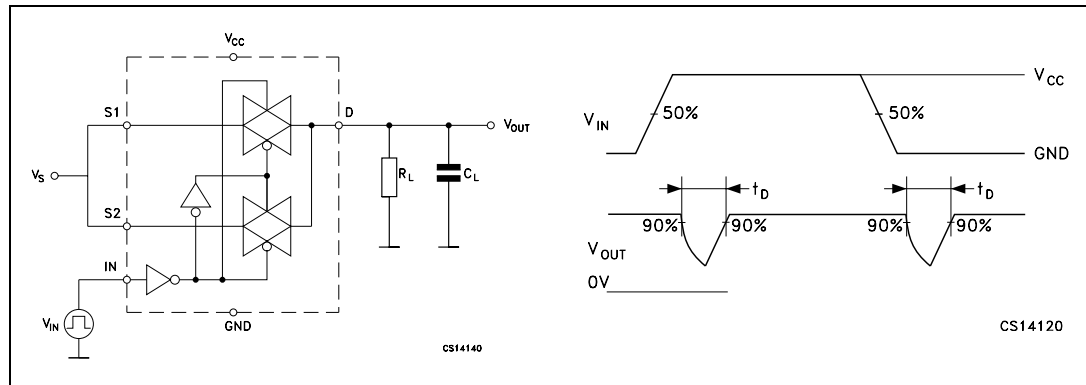 VCC
S1
D
VOUT
VS
RL
CL
S2
IN
VIN
GND
CS14140
VCC
50%
50%
VIN
GND
tD
tD
90%
90%
90%
90%
VOUT
0V
CS14120